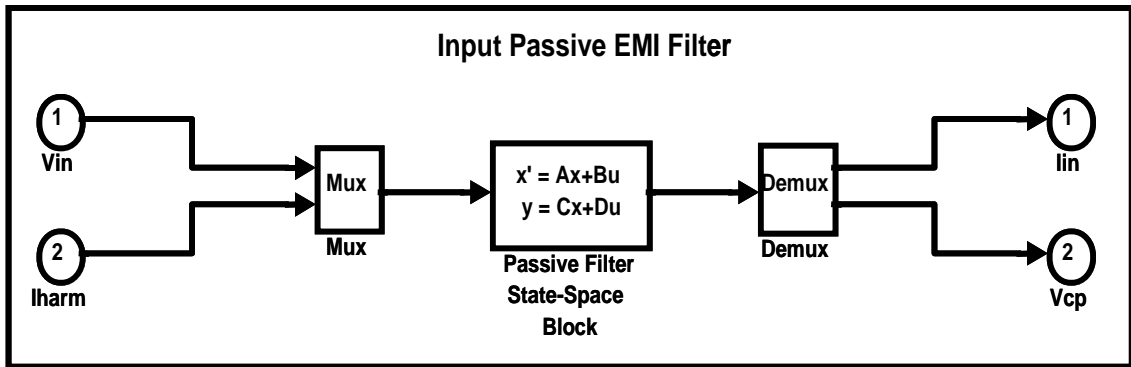 Input Passive EMI Filter
1
Vin
2
Iharm
Mux
Mux
x' = Ax+Bu
y = Cx+Du
Passive Filter
State-Space
Block
Demux
Demux
1
Iin
2
Vcp